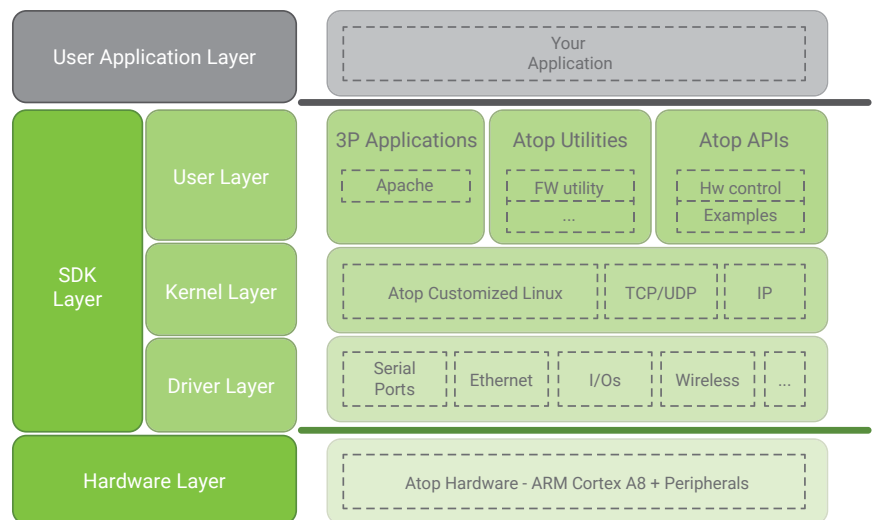 User Application Layer
Your
Application
SDK
Layer
User Layer
3P Applications
Apache
Atop Utilities
FW utility
...
Atop APIs
Hw control
Examples
Kernel Layer
Atop Customized Linux
TCP/UDP
IP
Driver Layer
Serial
Ports
Ethernet
I/Os
Wireless
...
Hardware Layer
Atop Hardware - ARM Cortex A8 + Peripherals